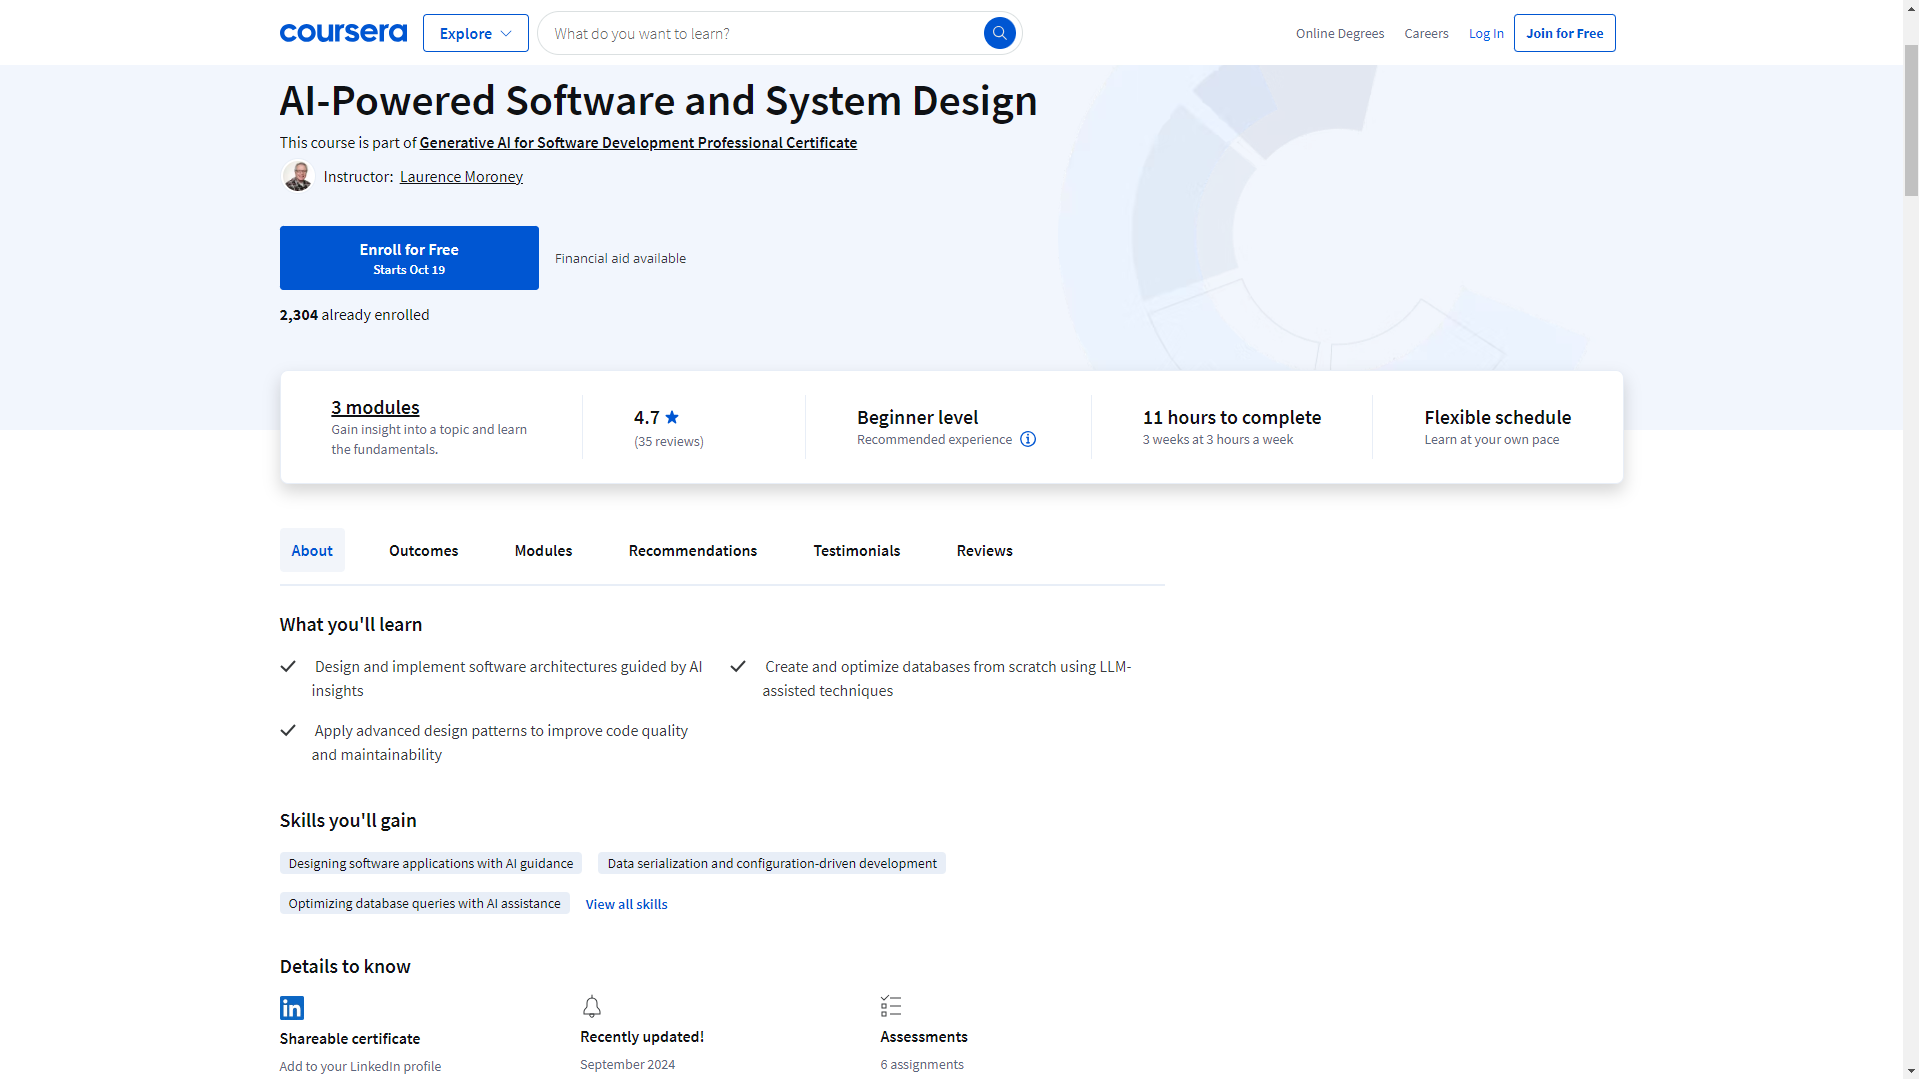 coursera
Explore
What do you want to learn?
Online Degrees
Careers
Log In
Join for Free
AI-Powered Software and System Design
This course is part of Generative AI for Software Development Professional Certificate
Instructor: Laurence Moroney
Enroll for Free
Starts Oct 19
Financial aid available
2,304 already enrolled
3 modules
Gain insight into a topic and learn
the fundamentals.
4.7
(35 reviews)
Beginner level
Recommended experience
11 hours to complete
3 weeks at 3 hours a week
Flexible schedule
Learn at your own pace
About
Outcomes
Modules
Recommendations
Testimonials
Reviews
What you'll learn
Design and implement software architectures guided by AI
insights
Create and optimize databases from scratch using LLM-
assisted techniques
Apply advanced design patterns to improve code quality
and maintainability
Skills you'll gain
Designing software applications with AI guidance
Data serialization and configuration-driven development
Optimizing database queries with AI assistance
View all skills
Details to know
in
Shareable certificate
Add to your LinkedIn profile
Recently updated!
September 2024
Assessments
6 assignments